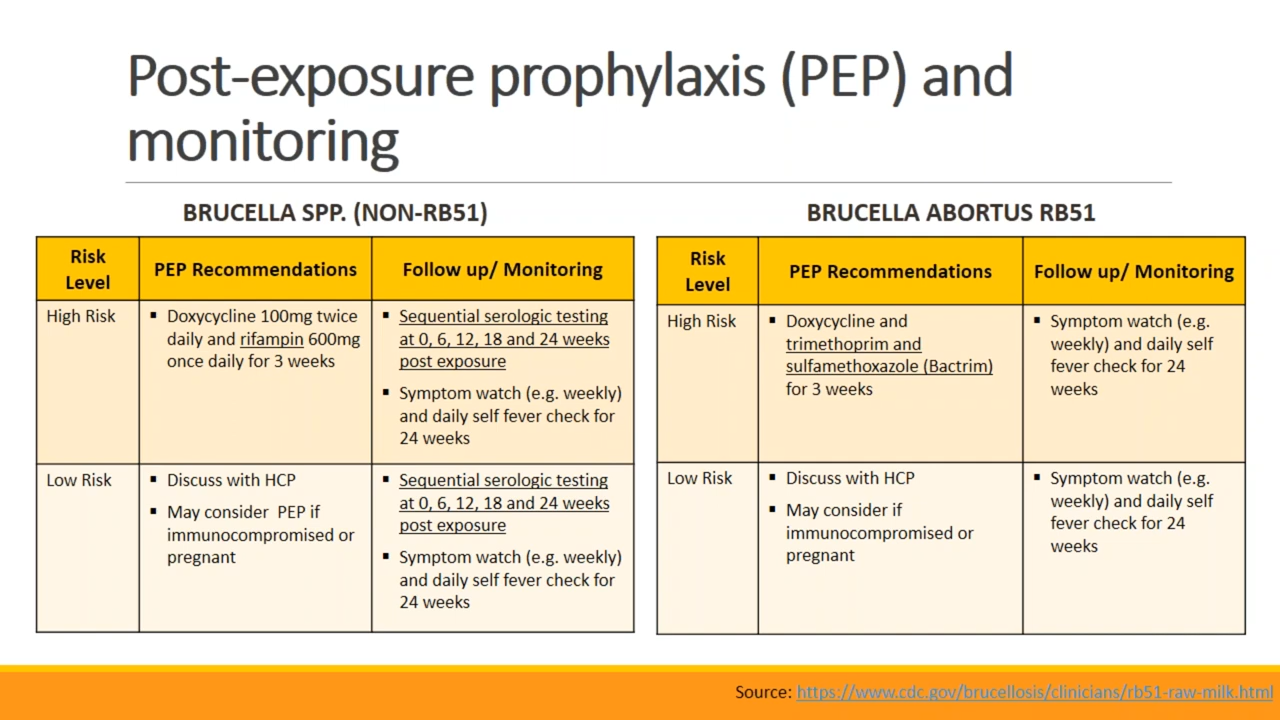 Post-exposure prophylaxis (PEP) and
monitoring
BRUCELLA SPP. (NON-RB51)
Risk
Level
PEP Recommendations
Follow up/ Monitoring
High Risk
▪ Doxycycline 100mg twice
daily and rifampin 600mg
once daily for 3 weeks
▪ Sequential serologic testing
at 0, 6, 12, 18 and 24 weeks
post exposure
▪ Symptom watch (e.g. weekly)
and daily self fever check for
24 weeks
Low Risk
▪ Discuss with HCP
▪ May consider PEP if
immunocompromised or
pregnant
▪ Sequential serologic testing
at 0, 6, 12, 18 and 24 weeks
post exposure
▪ Symptom watch (e.g. weekly)
and daily self fever check for
24 weeks
BRUCELLA ABORTUS RB51
Risk
Level
PEP Recommendations
Follow up/ Monitoring
High Risk
▪ Doxycycline and
trimethoprim and
sulfamethoxazole (Bactrim)
for 3 weeks
▪ Symptom watch (e.g.
weekly) and daily self
fever check for 24
weeks
Low Risk
▪ Discuss with HCP
▪ May consider if
immunocompromised or
pregnant
▪ Symptom watch (e.g.
weekly) and daily self
fever check for 24
weeks
Source: https://www.cdc.gov/brucellosis/clinicians/rb51-raw-milk.html